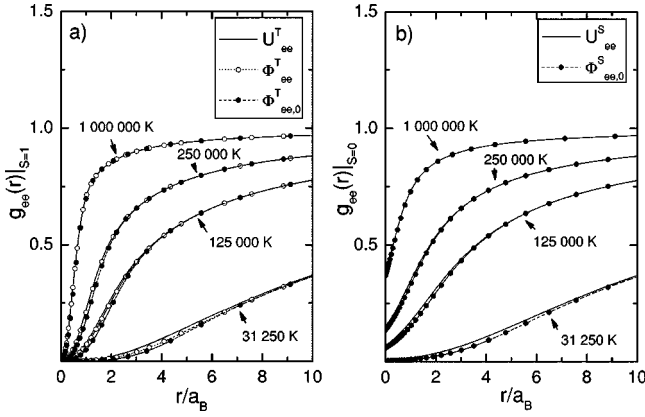 a)
U^T_ee
Φ^T_ee
Φ^T_ee,0
1 000 000 K
250 000 K
125 000 K
31 250 K
g_ee(r)|_S=1
1.5
1.0
0.5
0 2 4 6 8 10
r/a_B
b)
U^S_ee
Φ^S_ee,0
1 000 000 K
250 000 K
125 000 K
31 250 K
g_ee(r)|_S=0
1.5
1.0
0.5
0 2 4 6 8 10
r/a_B